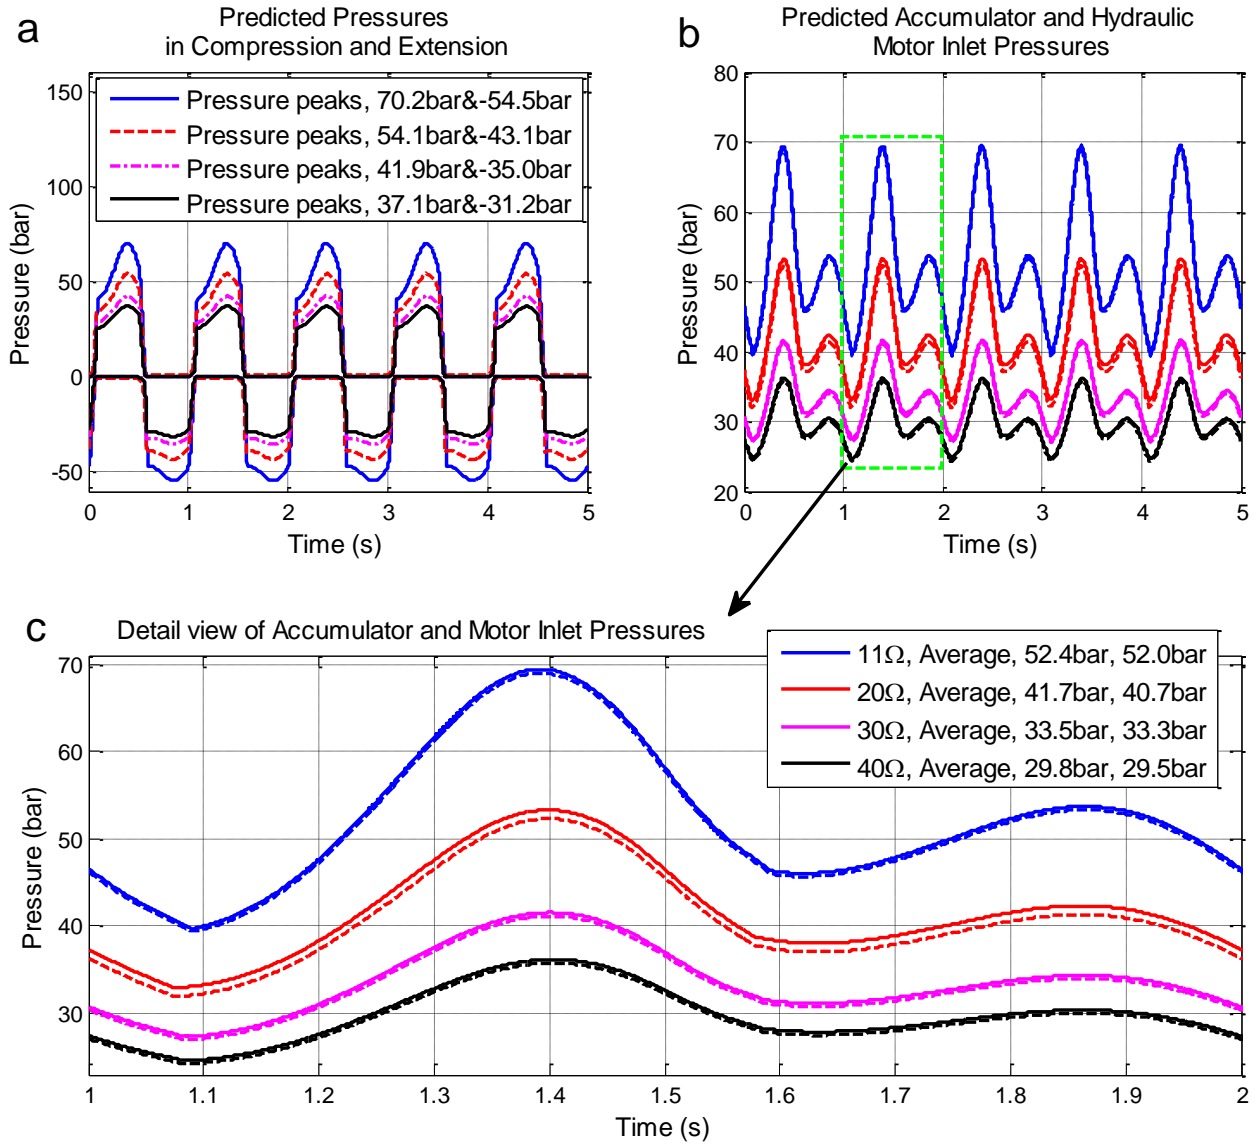 a
Predicted Pressures
in Compression and Extension
150
100
50
0
-50
Pressure (bar)
Pressure peaks, 70.2bar&-54.5bar
Pressure peaks, 54.1bar&-43.1bar
Pressure peaks, 41.9bar&-35.0bar
Pressure peaks, 37.1bar&-31.2bar
0 1 2 3 4 5
Time (s)
b
Predicted Accumulator and Hydraulic
Motor Inlet Pressures
80
70
60
50
40
30
20
Pressure (bar)
0 1 2 3 4 5
Time (s)
c
Detail view of Accumulator and Motor Inlet Pressures
11Ω, Average, 52.4bar, 52.0bar
20Ω, Average, 41.7bar, 40.7bar
30Ω, Average, 33.5bar, 33.3bar
40Ω, Average, 29.8bar, 29.5bar
70
60
50
40
30
Pressure (bar)
1 1.1 1.2 1.3 1.4 1.5 1.6 1.7 1.8 1.9 2
Time (s)